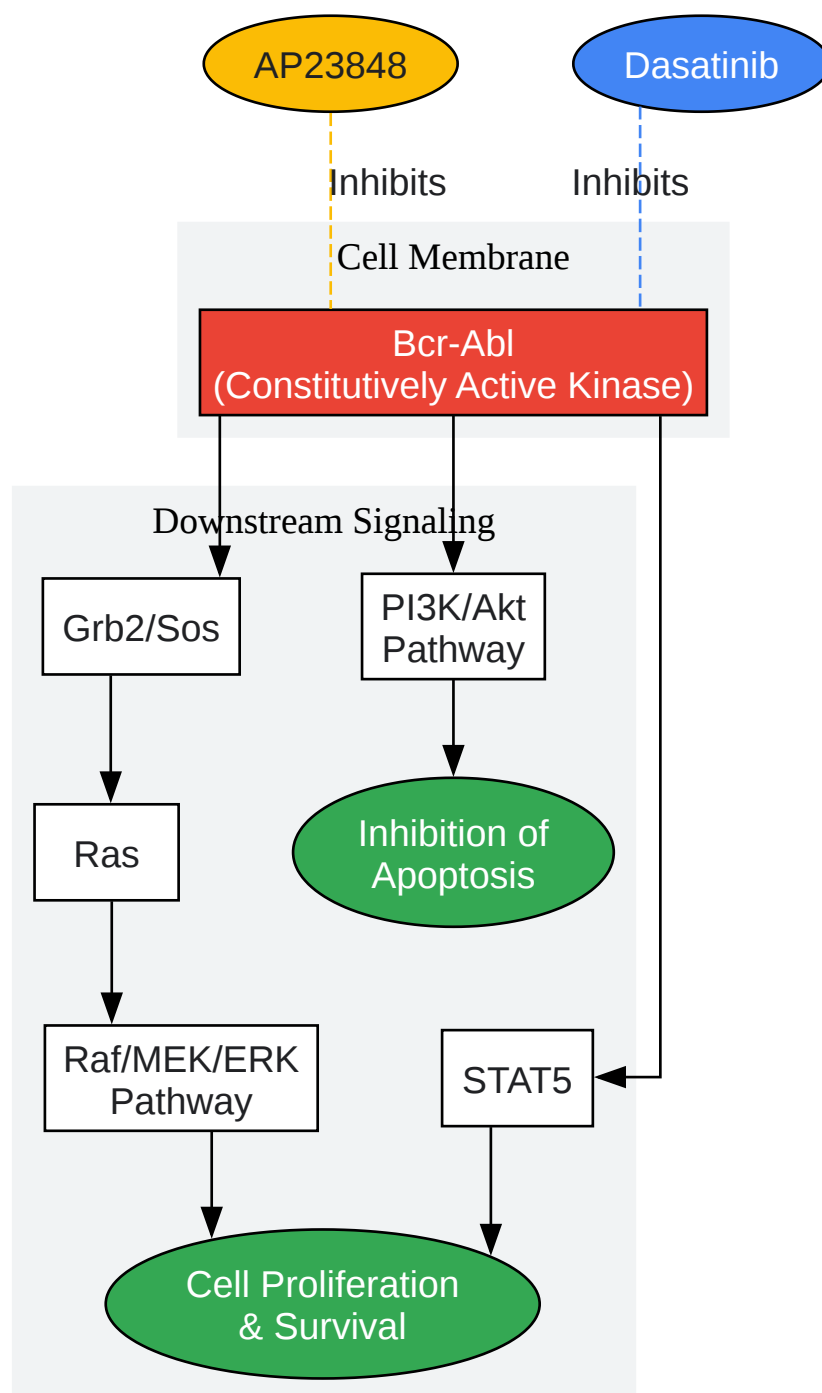 AP23848
Dasatinib
Inhibits
Inhibits
Cell Membrane
Bcr-Abl
(Constitutively Active Kinase)
Downstream Signaling
Grb2/Sos
PI3K/Akt
Pathway
Ras
Inhibition of
Apoptosis
Raf/MEK/ERK
Pathway
STAT5
Cell Proliferation
& Survival